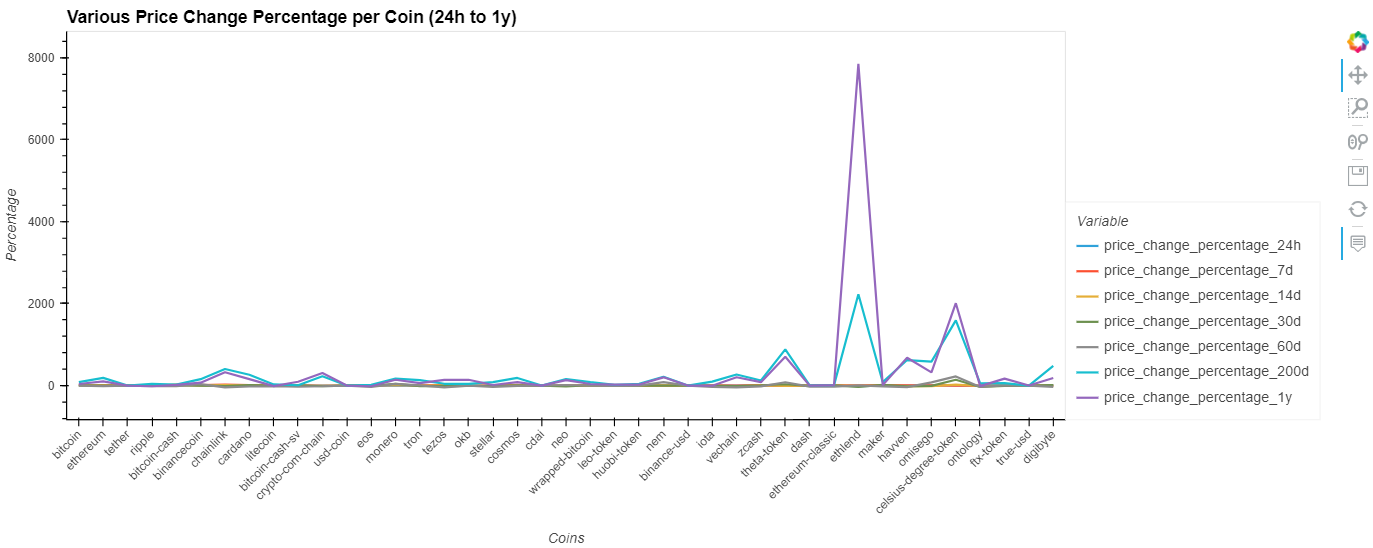 Various Price Change Percentage per Coin (24h to 1y)
Percentage
8000
6000
4000
2000
0
bitcoin
ethereum
tether
ripple
bitcoin-cash
binancecoin
chainlink
cardano
litecoin
bitcoin-cash-sv
crypto-com-chain
usd-coin
eos
monero
tron
tezos
okb
stellar
cosmos
cdai
neo
wrapped-bitcoin
leo-token
huobi-token
nem
binance-usd
iota
vechain
zcash
theta-token
dash
ethereum-classic
ethlend
maker
havven
omisego
celsius-degree-token
ontology
ftx-token
true-usd
digibyte
Coins
Variable
price_change_percentage_24h
price_change_percentage_7d
price_change_percentage_14d
price_change_percentage_30d
price_change_percentage_60d
price_change_percentage_200d
price_change_percentage_1y